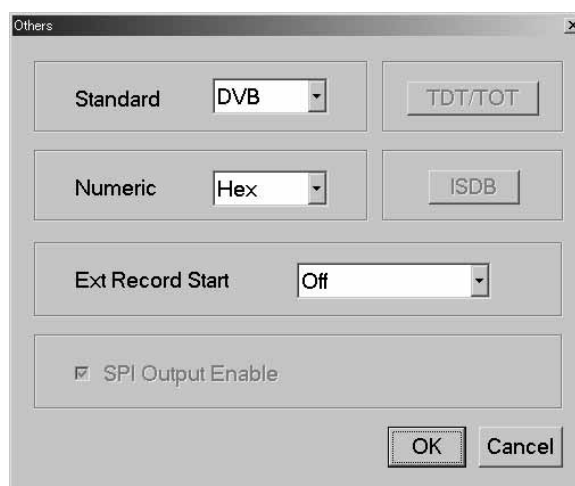 Others
Standard DVB TDT/TOT
Numeric Hex ISDB
Ext Record Start Off
SPI Output Enable
OK Cancel